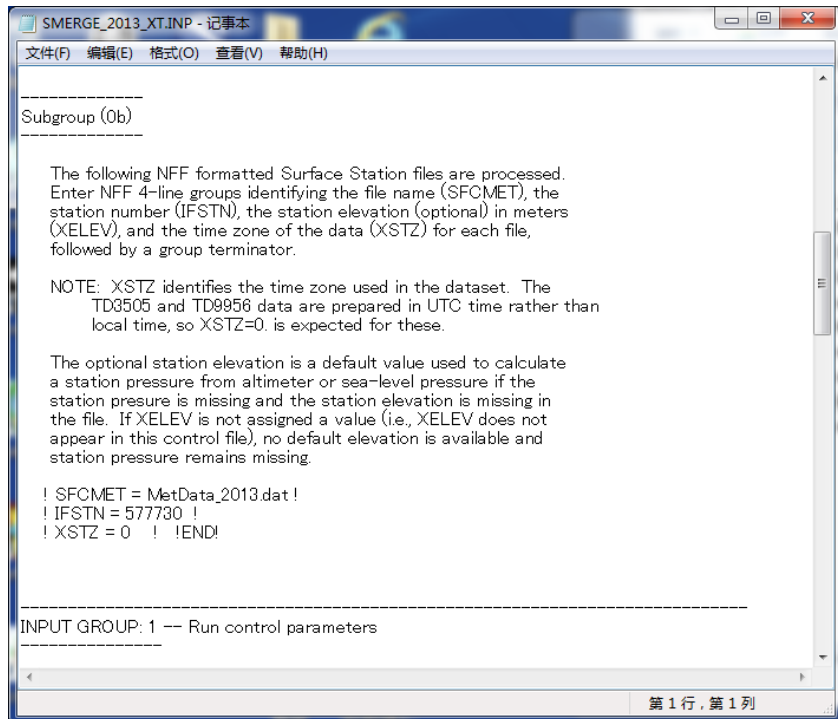 SMERGE_2013_XT.INP - 记事本
文件(F) 编辑(E) 格式(O) 查看(V) 帮助(H)
-------------
Subgroup (0b)
-------------
The following NFF formatted Surface Station files are processed.
Enter NFF 4-line groups identifying the file name (SFCMET), the
station number (IFSTN), the station elevation (optional) in meters
(XELEV), and the time zone of the data (XSTZ) for each file,
followed by a group terminator.
NOTE: XSTZ identifies the time zone used in the dataset. The
TD3505 and TD9956 data are prepared in UTC time rather than
local time, so XSTZ=0. is expected for these.
The optional station elevation is a default value used to calculate
a station pressure from altimeter or sea-level pressure if the
station presure is missing and the station elevation is missing in
the file. If XELEV is not assigned a value (i.e., XELEV does not
appear in this control file), no default elevation is available and
station pressure remains missing.
! SFCMET = MetData_2013.dat !
! IFSTN = 577730 !
! XSTZ = 0 ! !END!
-------------------------------------------------------------------------------
INPUT GROUP: 1 -- Run control parameters
---------------
第 1 行 , 第 1 列